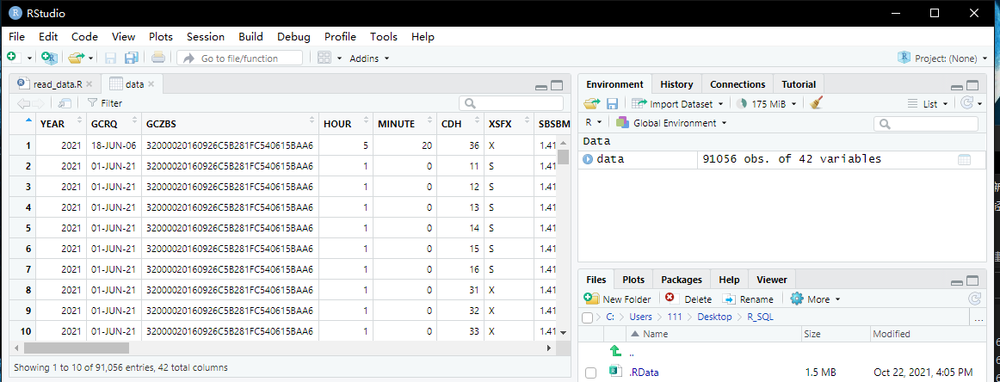 RStudio
File Edit Code View Plots Session Build Debug Profile Tools Help
Go to file/function Addins Project: (None)
read_data.R data
Filter
YEAR GCRQ GCZBS HOUR MINUTE CDH XSFX SBSBM
1 2021 18-JUN-06 32000020160926C5B281FC540615BAA6 5 20 36 X 1.41
2 2021 01-JUN-21 32000020160926C5B281FC540615BAA6 1 0 11 S 1.41
3 2021 01-JUN-21 32000020160926C5B281FC540615BAA6 1 0 12 S 1.41
4 2021 01-JUN-21 32000020160926C5B281FC540615BAA6 1 0 13 S 1.41
5 2021 01-JUN-21 32000020160926C5B281FC540615BAA6 1 0 14 S 1.41
6 2021 01-JUN-21 32000020160926C5B281FC540615BAA6 1 0 15 S 1.41
7 2021 01-JUN-21 32000020160926C5B281FC540615BAA6 1 0 16 S 1.41
8 2021 01-JUN-21 32000020160926C5B281FC540615BAA6 1 0 31 X 1.41
9 2021 01-JUN-21 32000020160926C5B281FC540615BAA6 1 0 32 X 1.41
10 2021 01-JUN-21 32000020160926C5B281FC540615BAA6 1 0 33 X 1.41
Showing 1 to 10 of 91,056 entries, 42 total columns
Environment History Connections Tutorial
Import Dataset 175 MiB List
R Global Environment
Data
data 91056 obs. of 42 variables
Files Plots Packages Help Viewer
New Folder Delete Rename More
C: Users 111 Desktop R_SQL ...
Name Size Modified
..
.RData 1.5 MB Oct 22, 2021, 4:05 PM